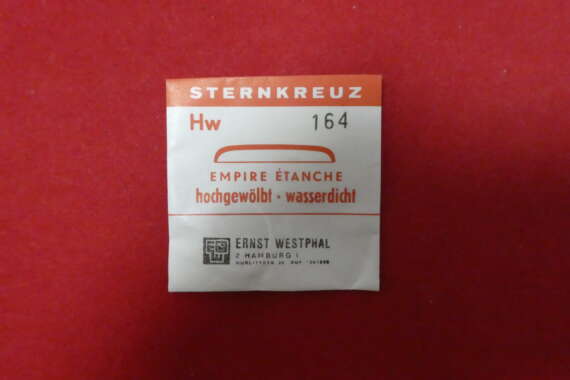 STERNKREUZ
Hw 164
EMPIRE ÉTANCHE
hochgewölbt · wasserdicht
ERNST WESTPHAL
2 HAMBURG 1